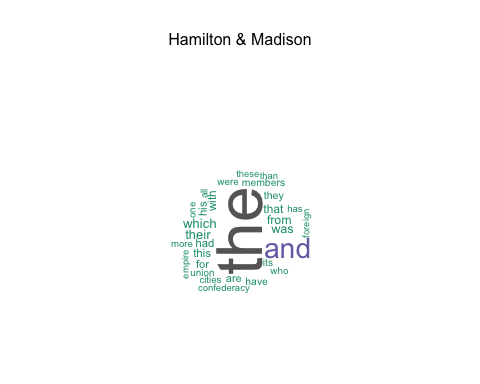 Hamilton & Madison
these than
were members
one his all with they
the
which that has
from
their was foreign
more had and
this
empire for its
union who
cities are have
confederacy